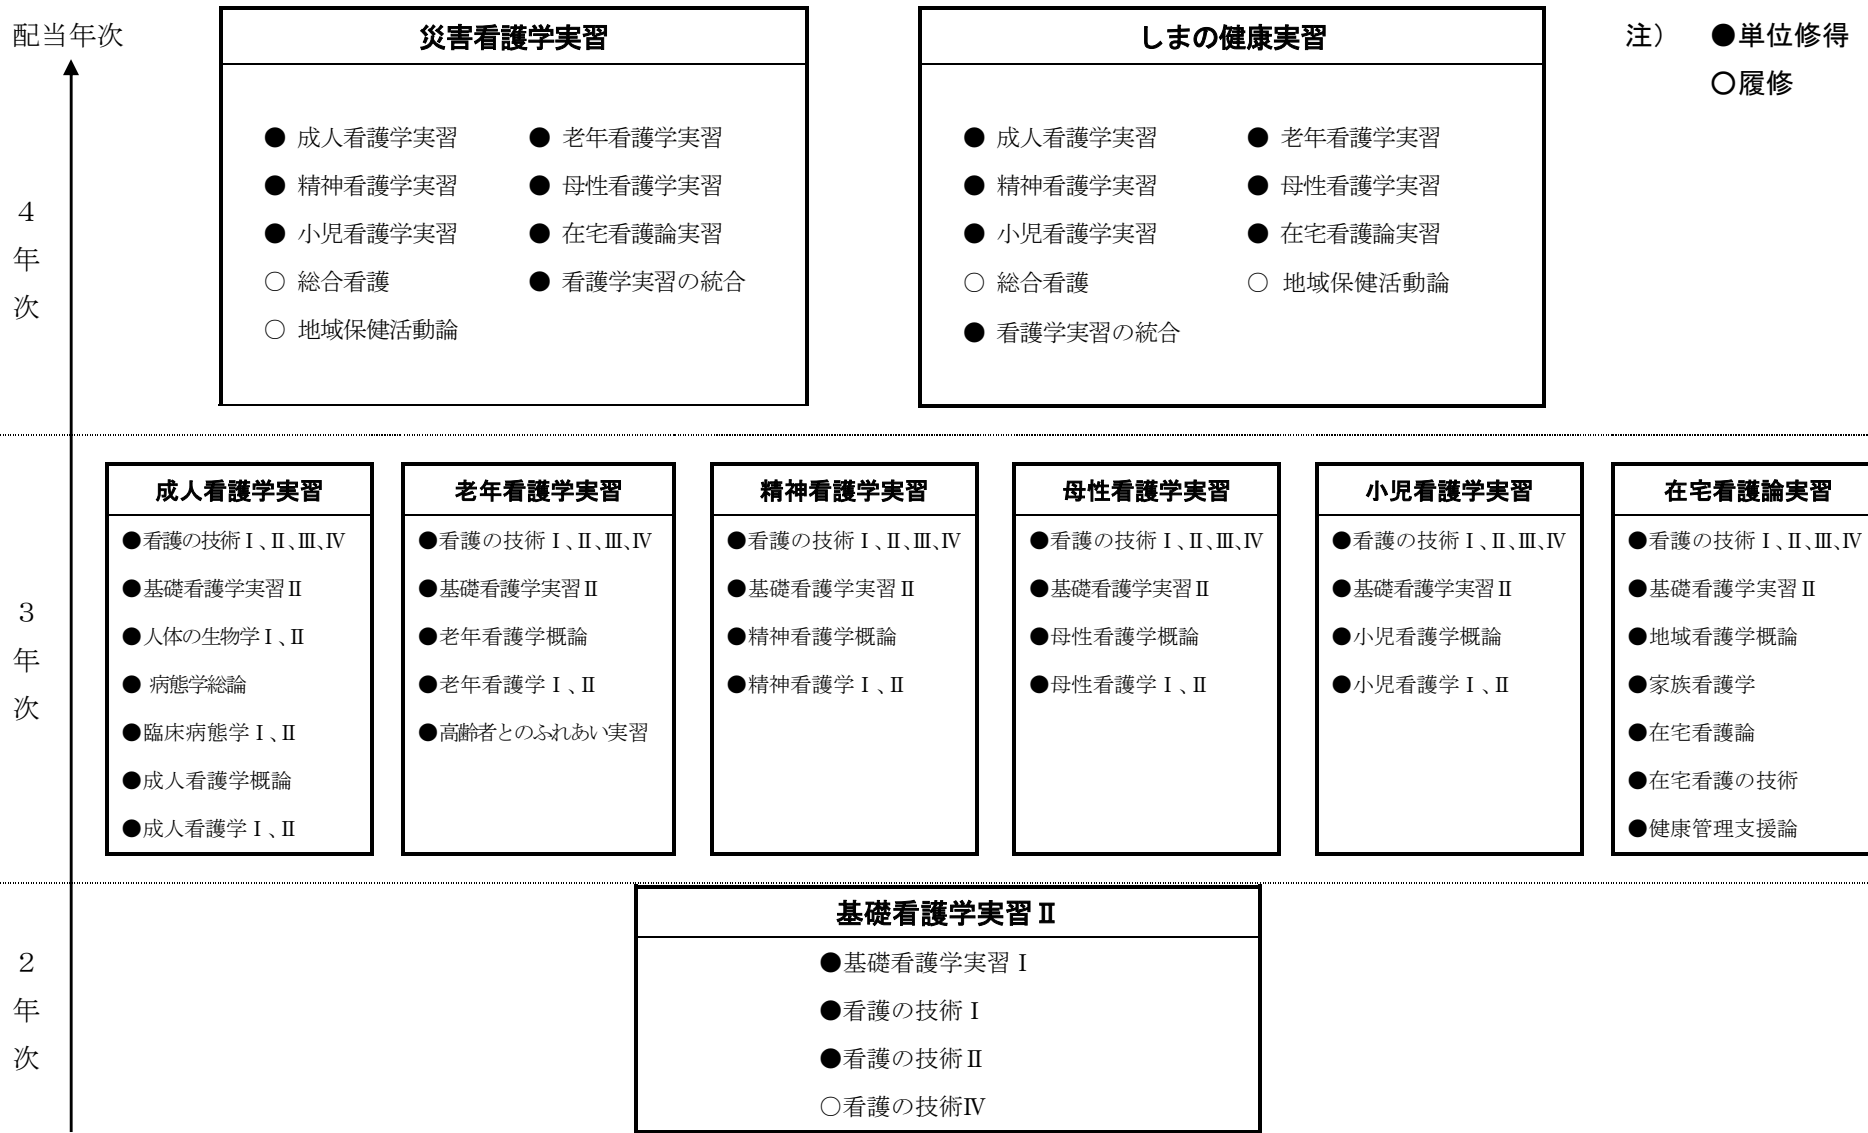 配当年次
災害看護学実習
● 成人看護学実習 ● 老年看護学実習
● 精神看護学実習 ● 母性看護学実習
● 小児看護学実習 ● 在宅看護論実習
○ 総合看護 ● 看護学実習の統合
○ 地域保健活動論
しまの健康実習
● 成人看護学実習 ● 老年看護学実習
● 精神看護学実習 ● 母性看護学実習
● 小児看護学実習 ● 在宅看護論実習
○ 総合看護 ○ 地域保健活動論
● 看護学実習の統合
注) ●単位修得
○履修
4年次
3年次
成人看護学実習
●看護の技術Ⅰ、Ⅱ、Ⅲ、Ⅳ
●基礎看護学実習Ⅱ
●人体の生物学Ⅰ、Ⅱ
● 病態学総論
●臨床病態学Ⅰ、Ⅱ
●成人看護学概論
●成人看護学Ⅰ、Ⅱ
老年看護学実習
●看護の技術Ⅰ、Ⅱ、Ⅲ、Ⅳ
●基礎看護学実習Ⅱ
●老年看護学概論
●老年看護学Ⅰ、Ⅱ
●高齢者とのふれあい実習
精神看護学実習
●看護の技術Ⅰ、Ⅱ、Ⅲ、Ⅳ
●基礎看護学実習Ⅱ
●精神看護学概論
●精神看護学Ⅰ、Ⅱ
母性看護学実習
●看護の技術Ⅰ、Ⅱ、Ⅲ、Ⅳ
●基礎看護学実習Ⅱ
●母性看護学概論
●母性看護学Ⅰ、Ⅱ
小児看護学実習
●看護の技術Ⅰ、Ⅱ、Ⅲ、Ⅳ
●基礎看護学実習Ⅱ
●小児看護学概論
●小児看護学Ⅰ、Ⅱ
在宅看護論実習
●看護の技術Ⅰ、Ⅱ、Ⅲ、Ⅳ
●基礎看護学実習Ⅱ
●地域看護学概論
●家族看護学
●在宅看護論
●在宅看護の技術
●健康管理支援論
2年次
基礎看護学実習Ⅱ
●基礎看護学実習Ⅰ
●看護の技術Ⅰ
●看護の技術Ⅱ
○看護の技術Ⅳ